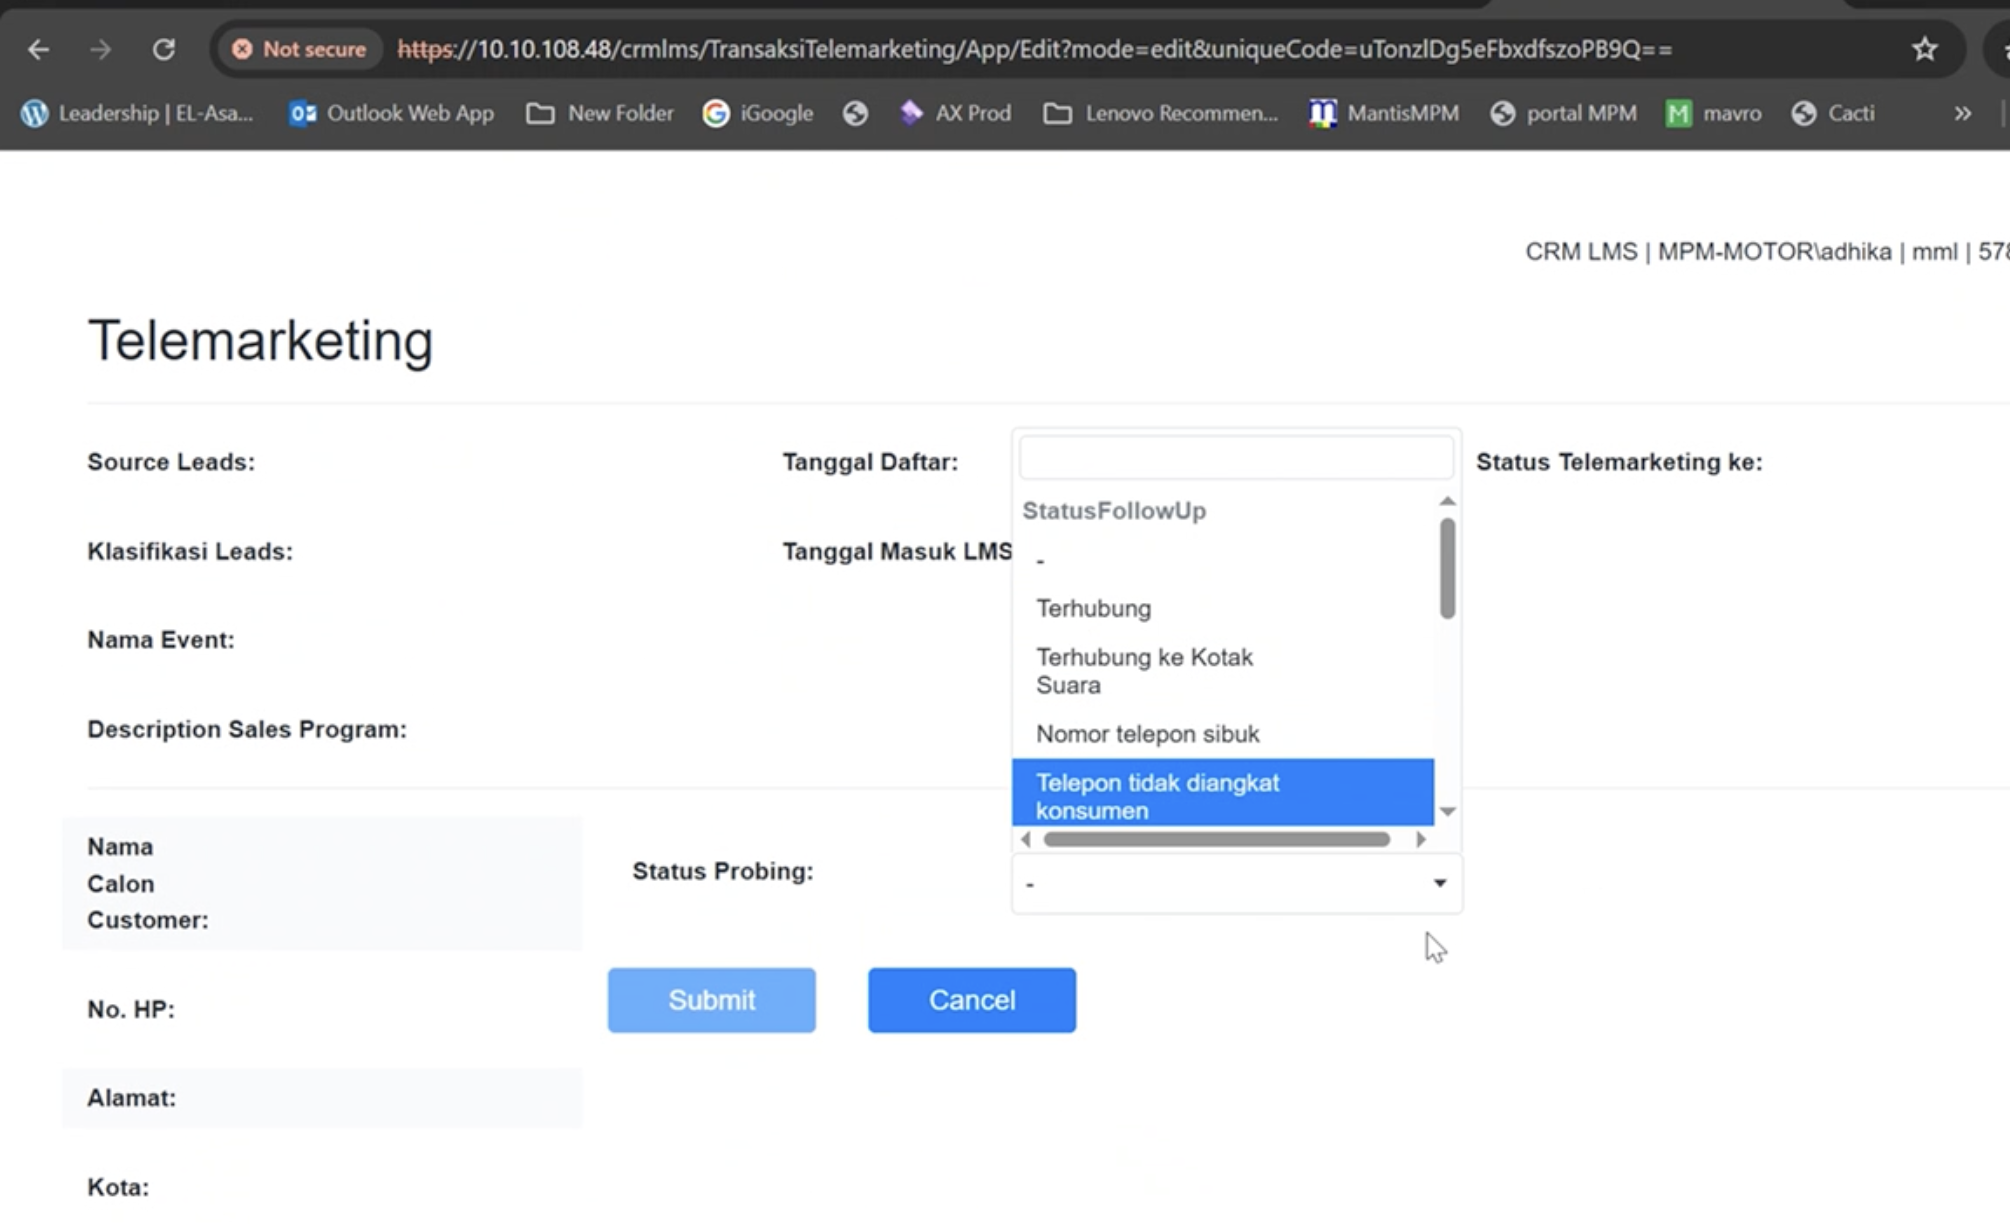 Not secure https://10.10.108.48/crmlms/TransaksiTelemarketing/App/Edit?mode=edit&uniqueCode=uTonzlDg5eFbxdfszoPB9Q==
Leadership | EL-Asa... Outlook Web App New Folder iGoogle AX Prod Lenovo Recommen... MantisMPM portal MPM mavro Cacti »
CRM LMS | MPM-MOTOR\adhika | mml | 578
Telemarketing
Source Leads: Tanggal Daftar: Status Telemarketing ke:
StatusFollowUp
Klasifikasi Leads: Tanggal Masuk LMS
-
Terhubung
Nama Event:
Terhubung ke Kotak
Suara
Description Sales Program:
Nomor telepon sibuk
Telepon tidak diangkat
konsumen
Nama
Calon
Customer:
Status Probing:
-
Submit Cancel
No. HP:
Alamat:
Kota: